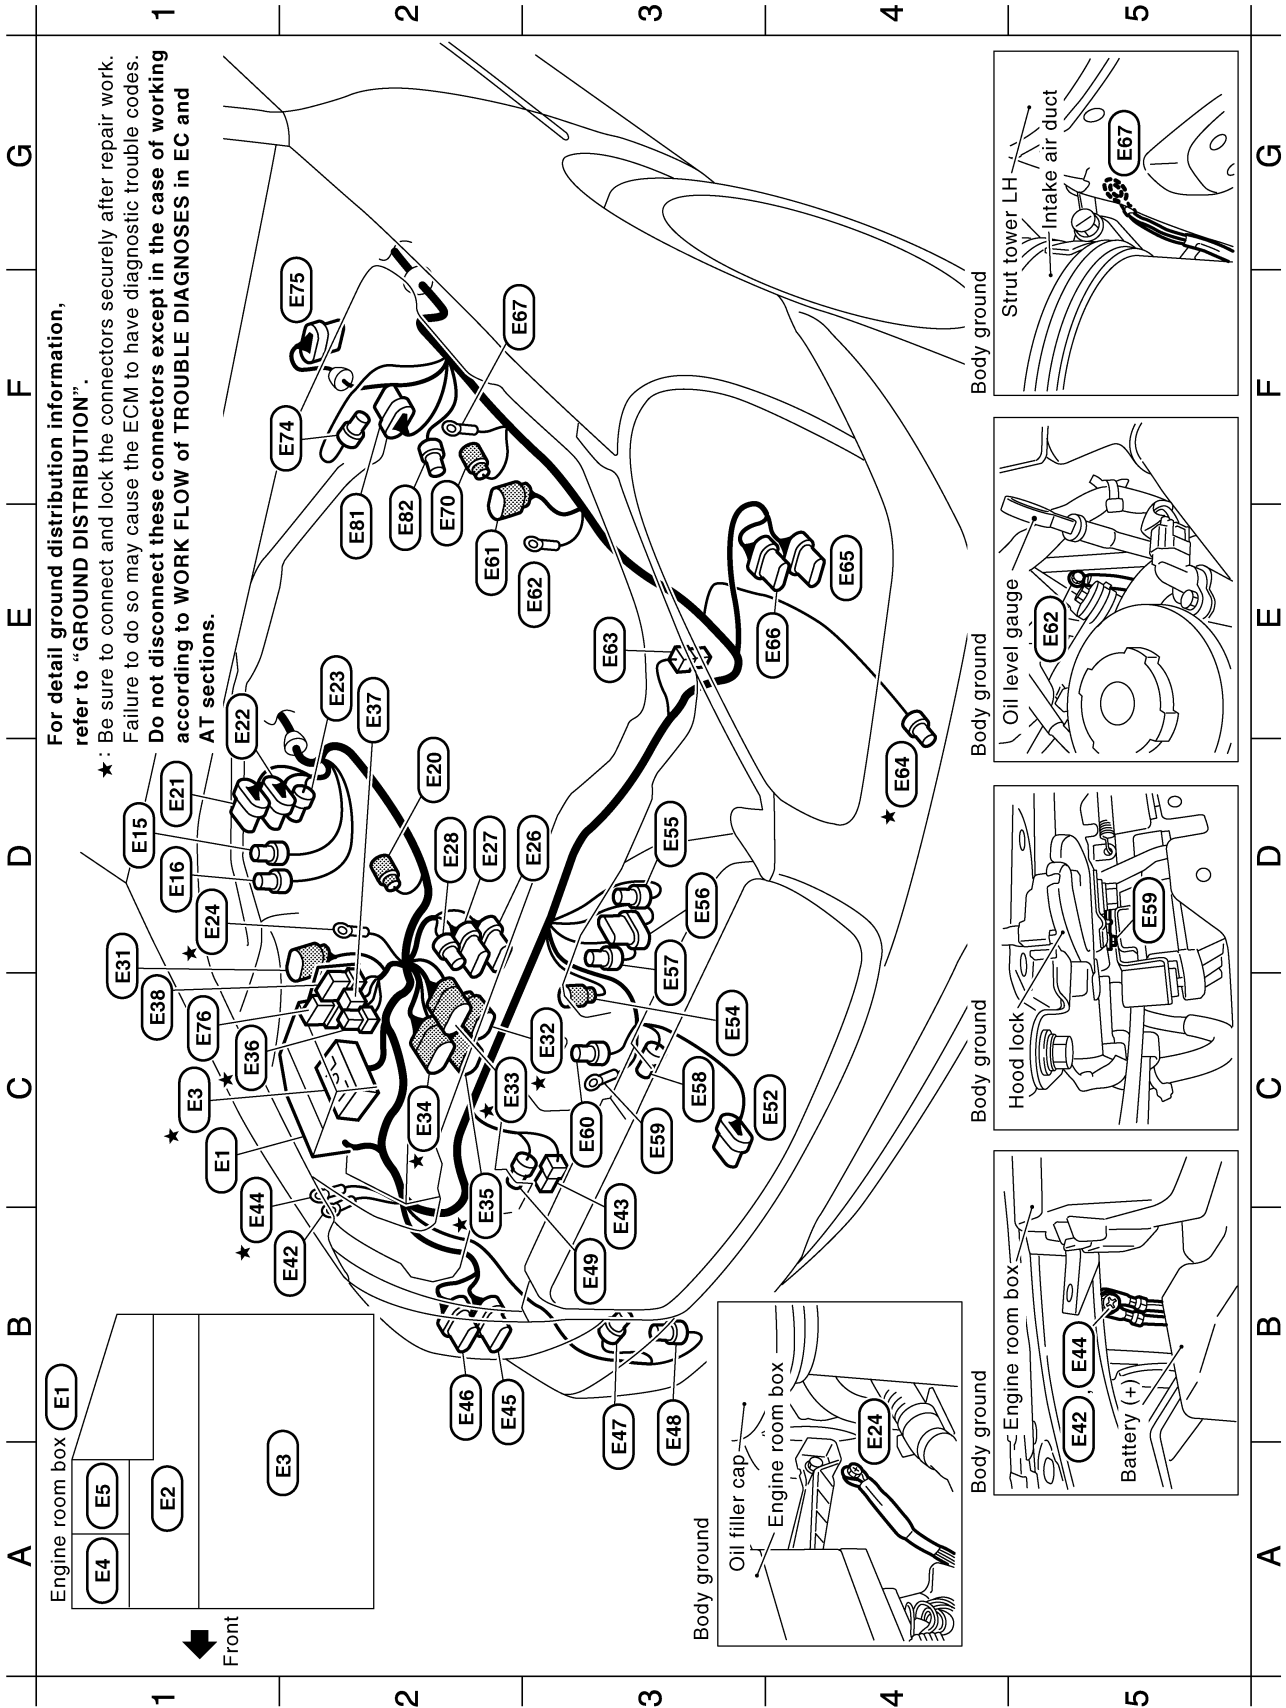 For detail ground distribution information,
refer to “GROUND DISTRIBUTION”.
★: Be sure to connect and lock the connectors securely after repair work.
Failure to do so may cause the ECM to have diagnostic trouble codes.
Do not disconnect these connectors except in the case of working
according to WORK FLOW of TROUBLE DIAGNOSES in EC and
AT sections.
A B C D E F G
1
2
3
4
5
Engine room box E1
E4 E5
E2
E3
Front
E75
E74
E67
E81
E82
E70
E61
E62
E63
E66
E65
★ E64
E22
E23
E37
E21
E15
E16
E20
★ E24
E28
E27
E26
E55
E56
E57
E31
E38
E76
★ E36
★ E3
E1
★ E44
E42
★ E34
★ E33
★ E32
★ E35
E54
E58
E52
E59
E60
E43
E49
E46
E45
E47
E48
Body ground
Oil filler cap
Engine room box
E24
Body ground
Engine room box
E42, E44
Battery (+)
Body ground
Hood lock
E59
Body ground
Oil level gauge
E62
Body ground
Strut tower LH
Intake air duct
E67
A B C D E F G
1
2
3
4
5